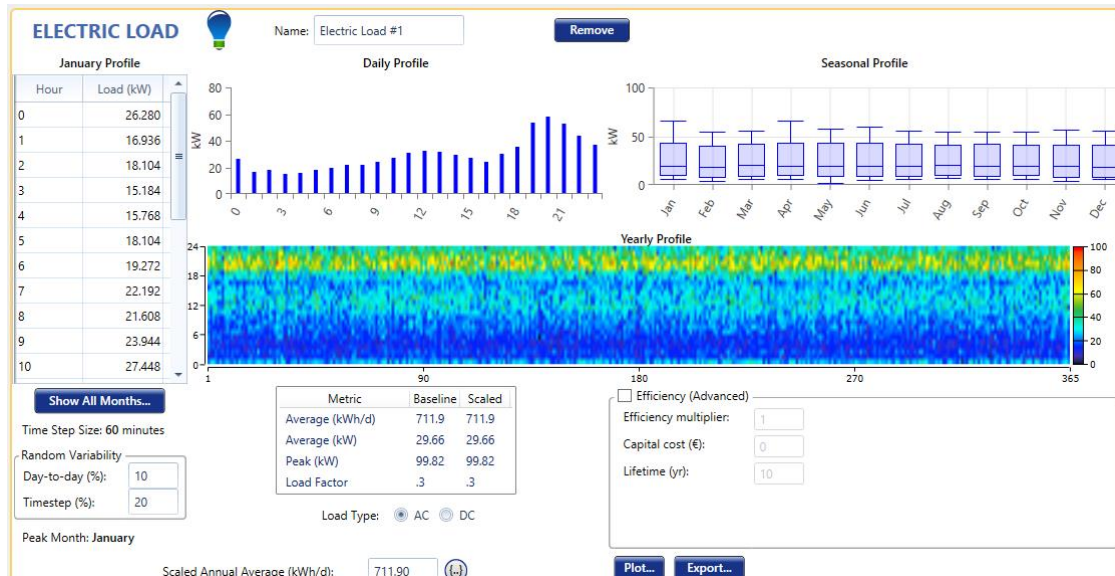 ELECTRIC LOAD
Name: Electric Load #1
Remove
January Profile
Hour Load (kW)
0 26.280
1 16.936
2 18.104
3 15.184
4 15.768
5 18.104
6 19.272
7 22.192
8 21.608
9 23.944
10 27.448
Show All Months...
Time Step Size: 60 minutes
Random Variability
Day-to-day (%): 10
Timestep (%): 20
Peak Month: January
Daily Profile
kW
80
60
40
20
0
0 3 6 9 12 15 18 21
Seasonal Profile
kW
100
50
0
Jan Feb Mar Apr May Jun Jul Aug Sep Oct Nov Dec
Yearly Profile
24
18
12
6
0
1 90 180 270 365
100
80
60
40
20
0
Metric Baseline Scaled
Average (kWh/d) 711.9 711.9
Average (kW) 29.66 29.66
Peak (kW) 99.82 99.82
Load Factor .3 .3
Load Type: AC DC
Scaled Annual Average (kWh/d): 711.90 {..}
Efficiency (Advanced)
Efficiency multiplier: 1
Capital cost (€): 0
Lifetime (yr): 10
Plot... Export...